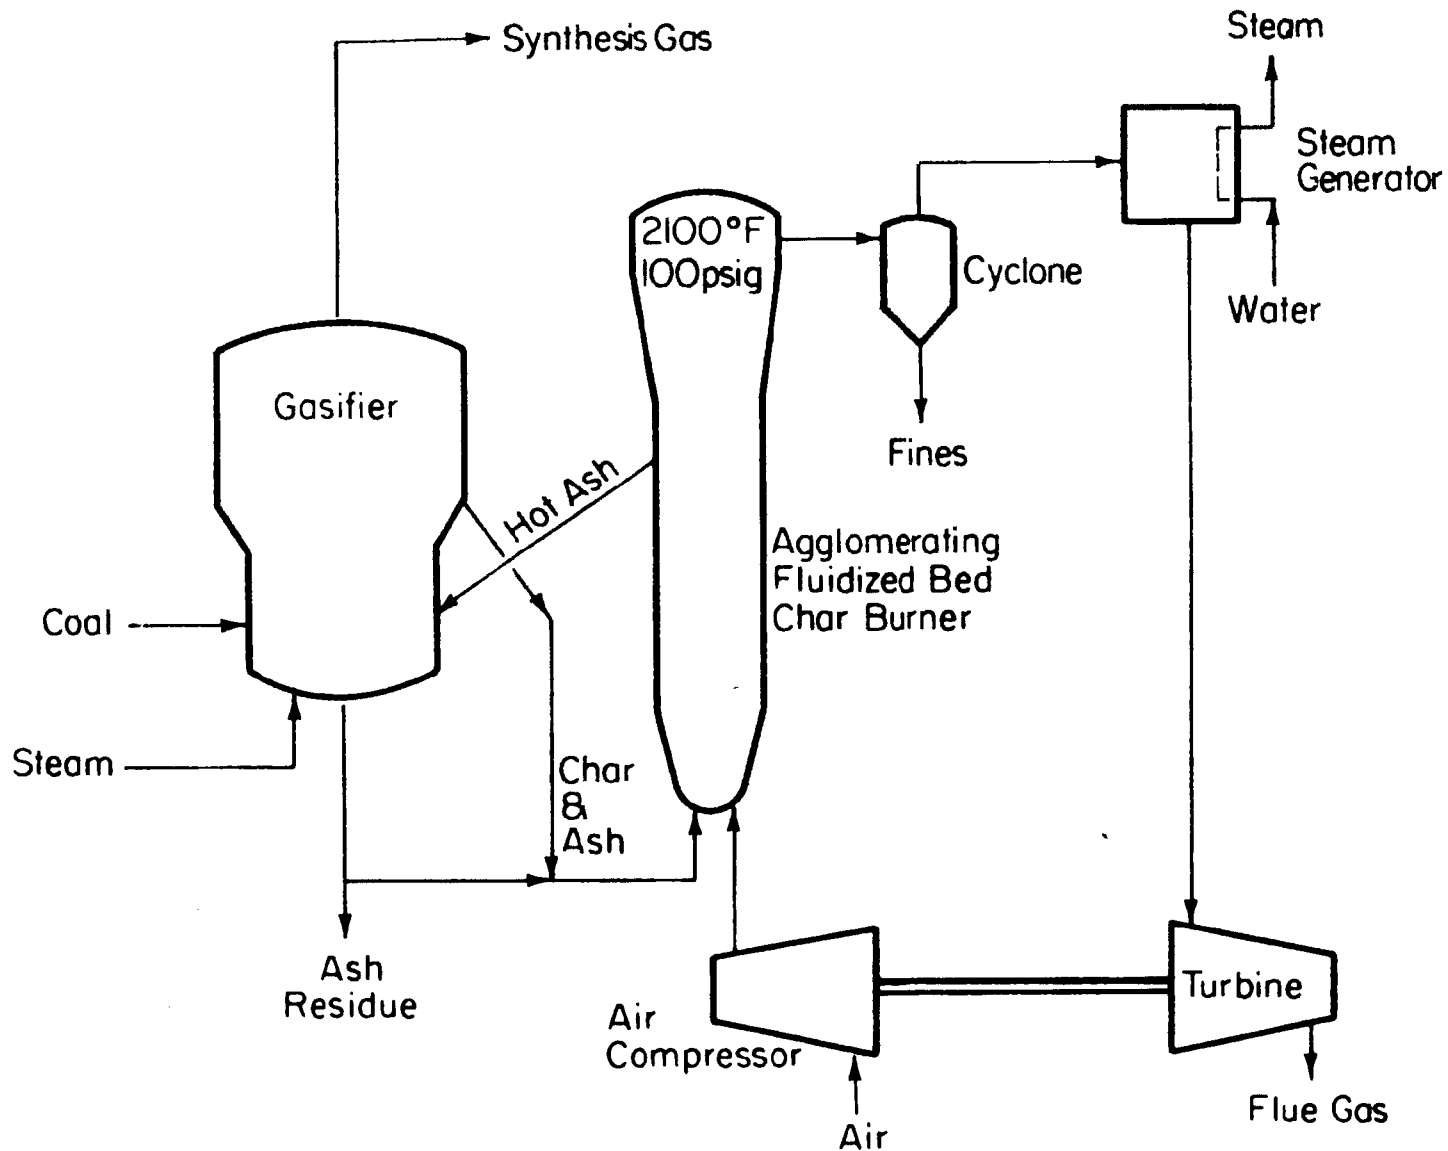 Synthesis Gas
Steam
Steam
Generator
2100°F
100psig
Cyclone
Water
Gasifier
Fines
Hot Ash
Agglomerating
Fluidized Bed
Char Burner
Coal
Steam
Char
&
Ash
Ash
Residue
Turbine
Air
Compressor
Flue Gas
Air